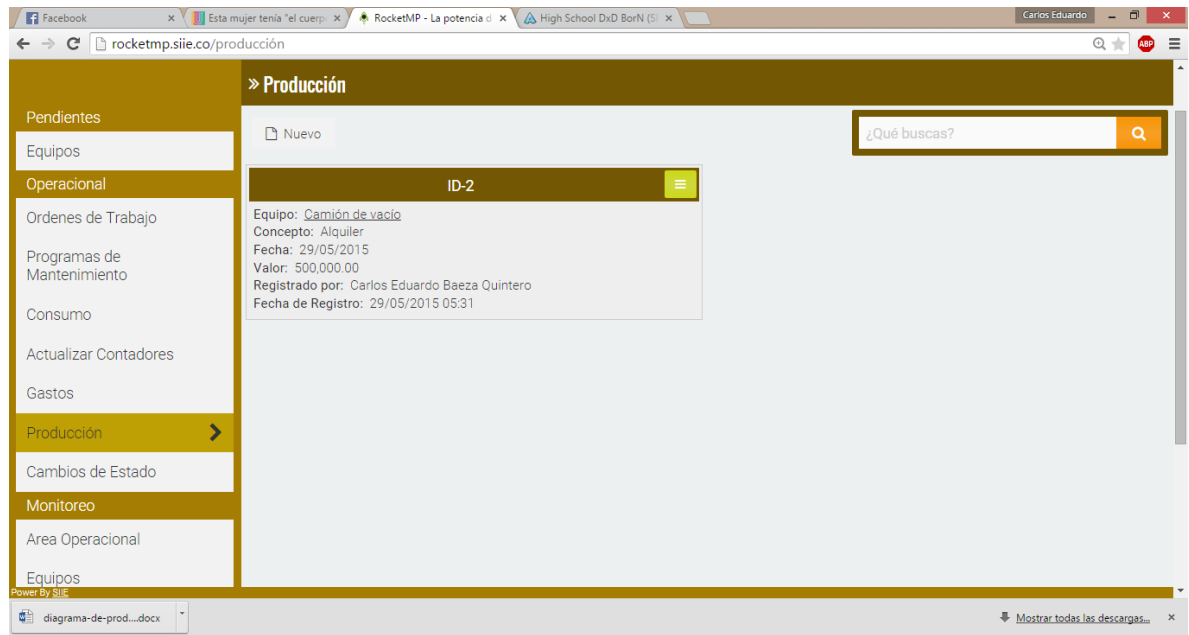 Facebook
Esta mujer tenía "el cuerp
RocketMP - La potencia d
High School DxD BorN (S
Carlos Eduardo
rocketmp.siie.co/producción
ABP
» Producción
Pendientes
Equipos
Operacional
Ordenes de Trabajo
Programas de
Mantenimiento
Consumo
Actualizar Contadores
Gastos
Producción
Cambios de Estado
Monitoreo
Area Operacional
Equipos
Power By SIIE
Nuevo
¿Qué buscas?
ID-2
Equipo: Camión de vacío
Concepto: Alquiler
Fecha: 29/05/2015
Valor: 500,000.00
Registrado por: Carlos Eduardo Baeza Quintero
Fecha de Registro: 29/05/2015 05:31
diagrama-de-prod....docx
Mostrar todas las descargas...